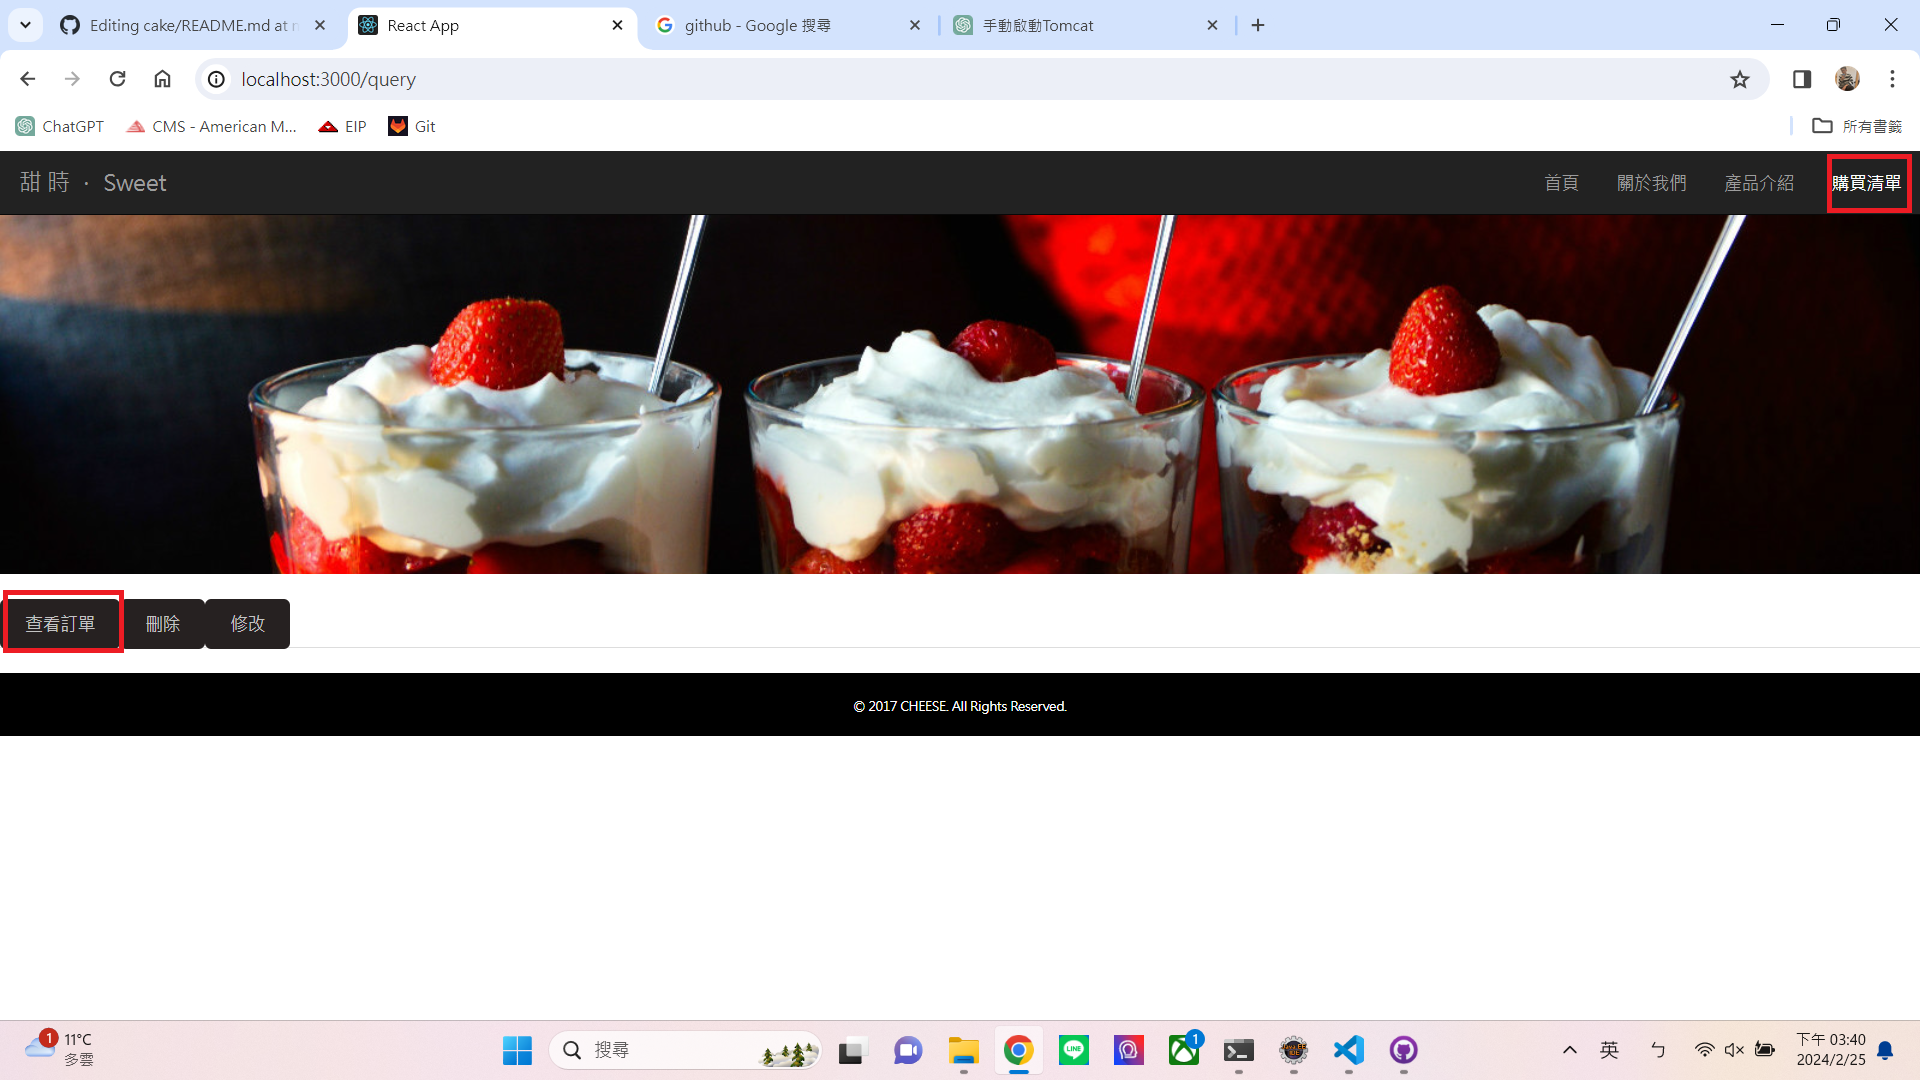 Editing cake/README.md at
React App
github - Google 搜尋
手動啟動Tomcat
localhost:3000/query
ChatGPT
CMS - American M...
EIP
Git
所有書籤
甜 時 · Sweet
首頁
關於我們
產品介紹
購買清單
查看訂單
刪除
修改
© 2017 CHEESE. All Rights Reserved.
1
11°C
多雲
搜尋
LINE
1
英
ㄅ
下午 03:40
2024/2/25